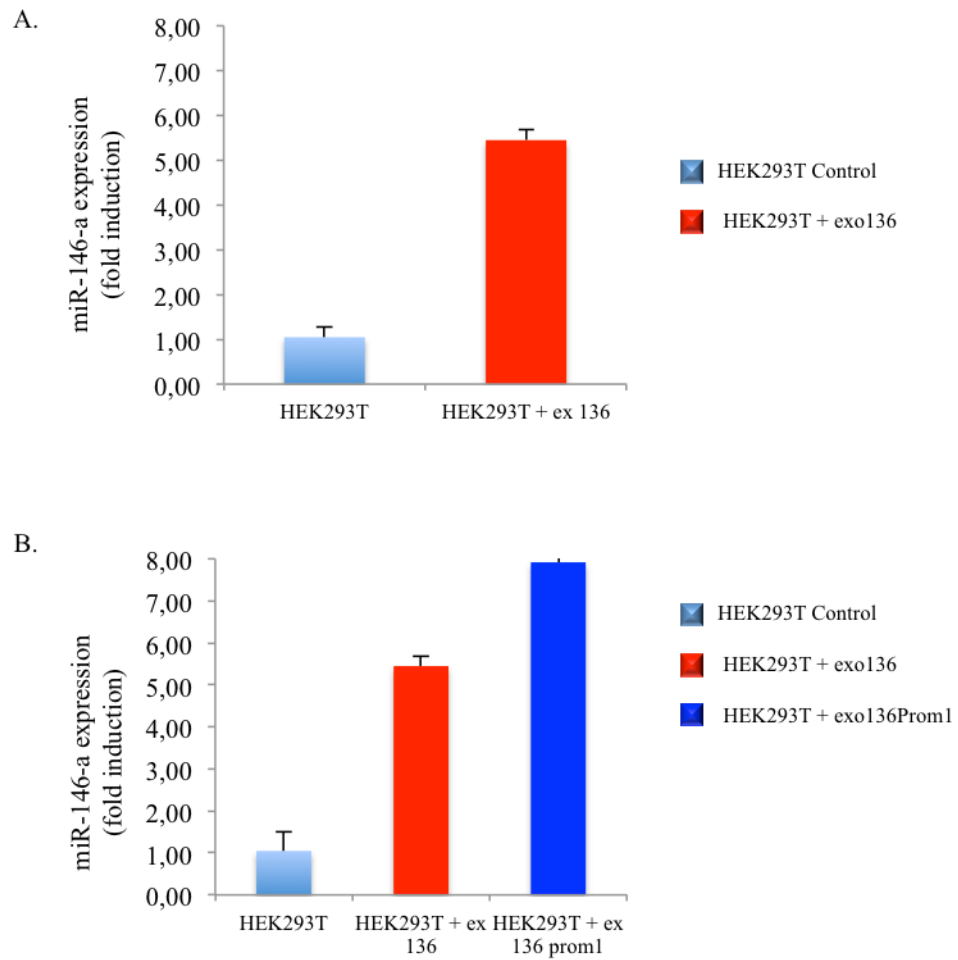 A.
miR-146-a expression
(fold induction)
8,00
7,00
6,00
5,00
4,00
3,00
2,00
1,00
0,00
HEK293T
HEK293T + ex 136
HEK293T Control
HEK293T + exo136
B.
miR-146-a expression
(fold induction)
8,00
7,00
6,00
5,00
4,00
3,00
2,00
1,00
0,00
HEK293T
HEK293T + ex
136
HEK293T + ex
136 prom1
HEK293T Control
HEK293T + exo136
HEK293T + exo136Prom1